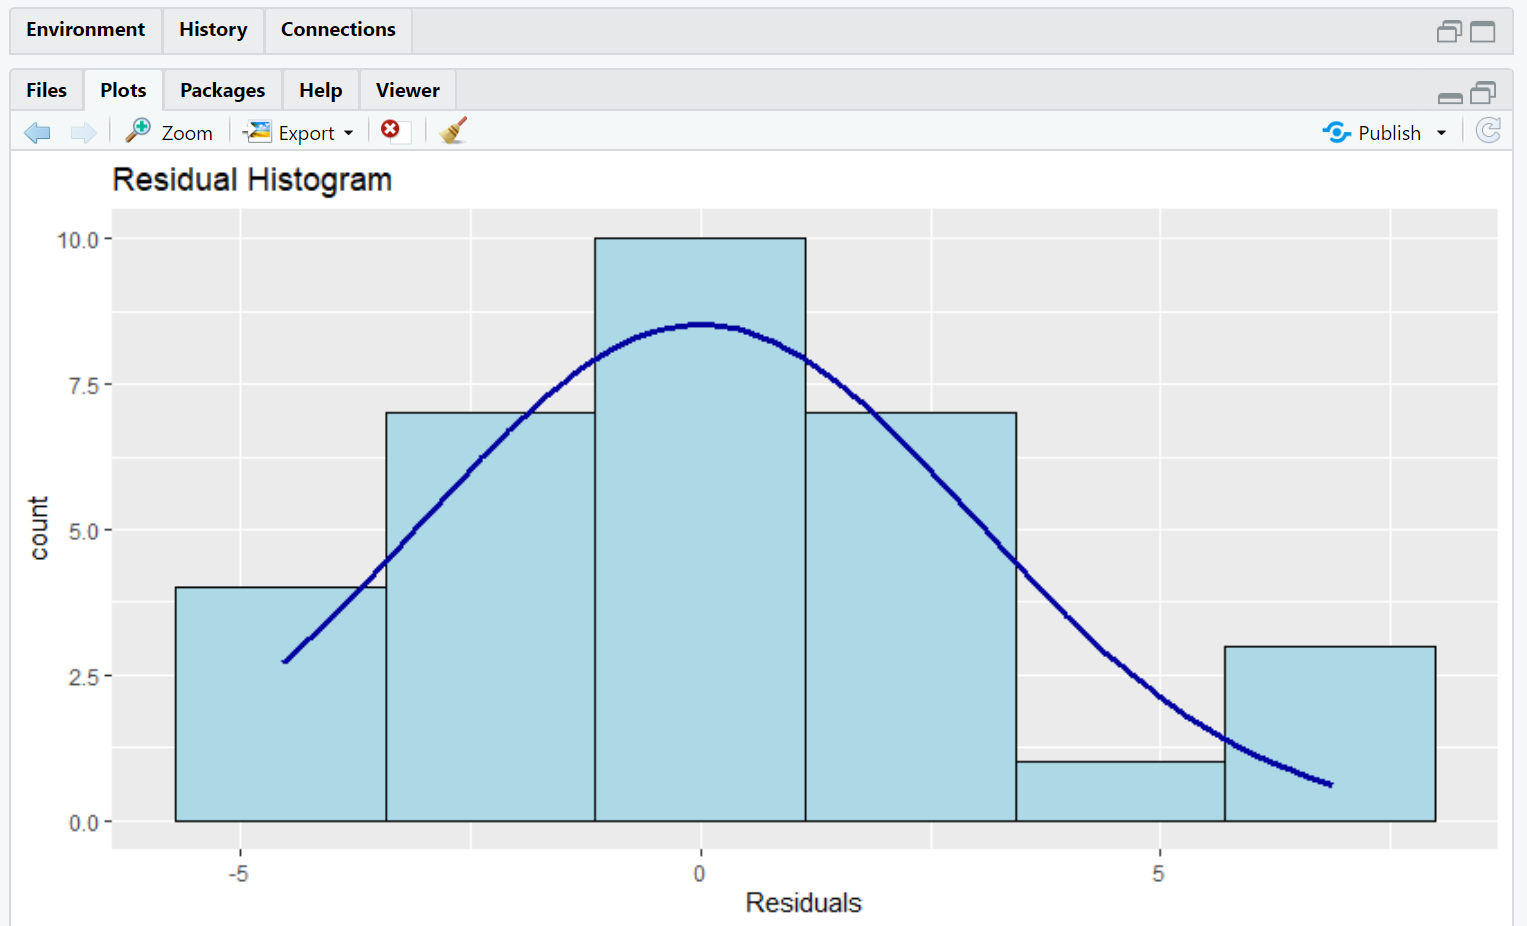 Environment History Connections
Files Plots Packages Help Viewer
Zoom Export Publish
Residual Histogram
10.0
7.5
5.0
2.5
0.0
count
-5 0 5
Residuals